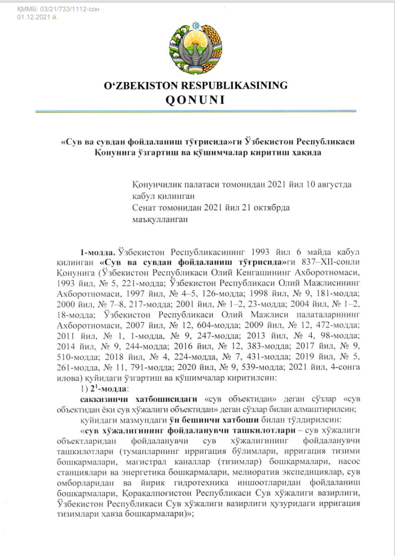 ҚММБ: 03/21/733/1112-сон
01.12.2021 й.
O‘ZBEKISTON RESPUBLIKASINING
QONUNI
«Сув ва сувдан фойдаланиш тўғрисида»ги Ўзбекистон Республикаси
Қонунига ўзгартиш ва қўшимчалар киритиш ҳақида
Қонунчилик палатаси томонидан 2021 йил 10 августда
қабул қилинган
Сенат томонидан 2021 йил 21 октябрда
маъқулланган
1-модда. Ўзбекистон Республикасининг 1993 йил 6 майда қабул
қилинган «Сув ва сувдан фойдаланиш тўғрисида»ги 837–XII-сонли
Қонунига (Ўзбекистон Республикаси Олий Кенгашининг Ахборотномаси,
1993 йил, № 5, 221-модда; Ўзбекистон Республикаси Олий Мажлисининг
Ахборотномаси, 1997 йил, № 4–5, 126-модда; 1998 йил, № 9, 181-модда;
2000 йил, № 7–8, 217-модда; 2001 йил, № 1–2, 23-модда; 2004 йил, № 1–2,
18-модда; Ўзбекистон Республикаси Олий Мажлиси палаталарининг
Ахборотномаси, 2007 йил, № 12, 604-модда; 2009 йил, № 12, 472-модда;
2011 йил, № 1, 1-модда, № 9, 247-модда; 2013 йил, № 4, 98-модда;
2014 йил, № 9, 244-модда; 2016 йил, № 12, 383-модда; 2017 йил, № 9,
510-модда; 2018 йил, № 4, 224-модда, № 7, 431-модда; 2019 йил, № 5,
261-модда, № 11, 791-модда; 2020 йил, № 9, 539-модда; 2021 йил, 4-сонга
илова) қуйидаги ўзгартиш ва қўшимчалар киритилсин:
1) 2¹-модда:
саккизинчи хатбошисидаги «сув объектидан» деган сўзлар «сув
объектидан ёки сув хўжалиги объектидан» деган сўзлар билан алмаштирилсин;
қуйидаги мазмундаги ўн бешинчи хатбоши билан тўлдирилсин:
«сув хўжалигининг фойдаланувчи ташкилотлари – сув хўжалиги
объектларидан фойдаланувчи сув хўжалигининг фойдаланувчи
ташкилотлари (туманларнинг ирригация бўлимлари, ирригация тизими
бошқармалари, магистрал каналлар (тизимлар) бошқармалари, насос
станциялари ва энергетика бошқармалари, мелиоратив экспедициялар, сув
омборларидан ва йирик гидротехника иншоотларидан фойдаланиш
бошқармалари, Қорақалпоғистон Республикаси Сув хўжалиги вазирлиги,
Ўзбекистон Республикаси Сув хўжалиги вазирлиги ҳузуридаги ирригация
тизимлари ҳавза бошқармалари)»;